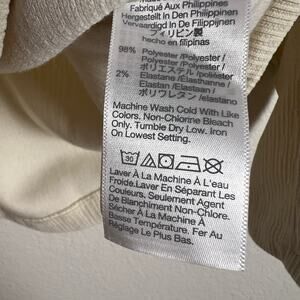 Fabriqué Aux Philippines
Hergestellt In Den Philippinen
Vervaardigd In De Filipijnen
フィリピン製
hecho en filipinas
98% Polyester/Polyester/
Polyester/Polyester/
ポリエステル/poliéster
2% Elastane/Elasthanne/
Elastan/Elastaan/
ポリウレタン/elastano
Machine Wash Cold With Like
Colors. Non-Chlorine Bleach
Only. Tumble Dry Low. Iron
On Lowest Setting.
30
Laver À La Machine À L'eau
Froide.Laver En Séparant Les
Couleurs. Seulement Agent
De Blanchiment Non-Chlore.
Sécher À La Machine À
Basse Température. Fer Au
Réglage Le Plus Bas.